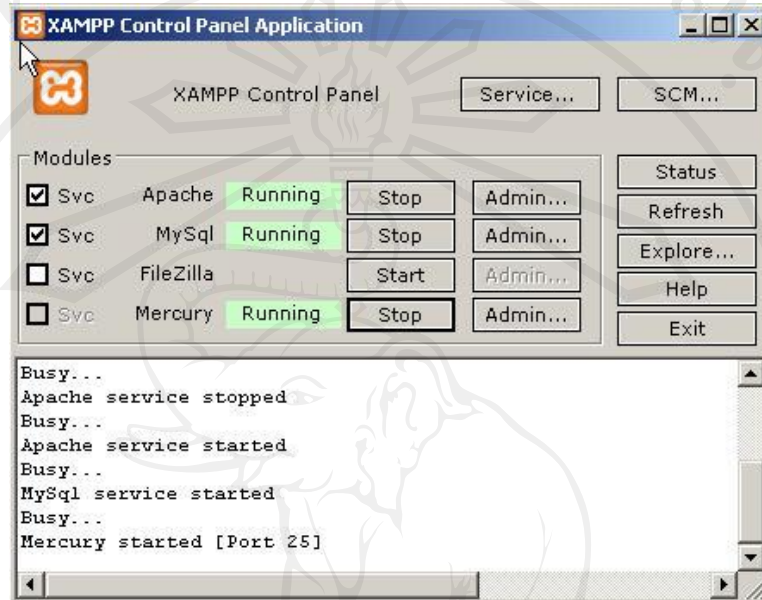 XAMPP Control Panel Application
XAMPP Control Panel Service... SCM...
Modules
Svc Apache Running Stop Admin...
Svc MySql Running Stop Admin...
Svc FileZilla Start Admin...
Svc Mercury Running Stop Admin...
Status
Refresh
Explore...
Help
Exit
Busy...
Apache service stopped
Busy...
Apache service started
Busy...
MySql service started
Busy...
Mercury started [Port 25]